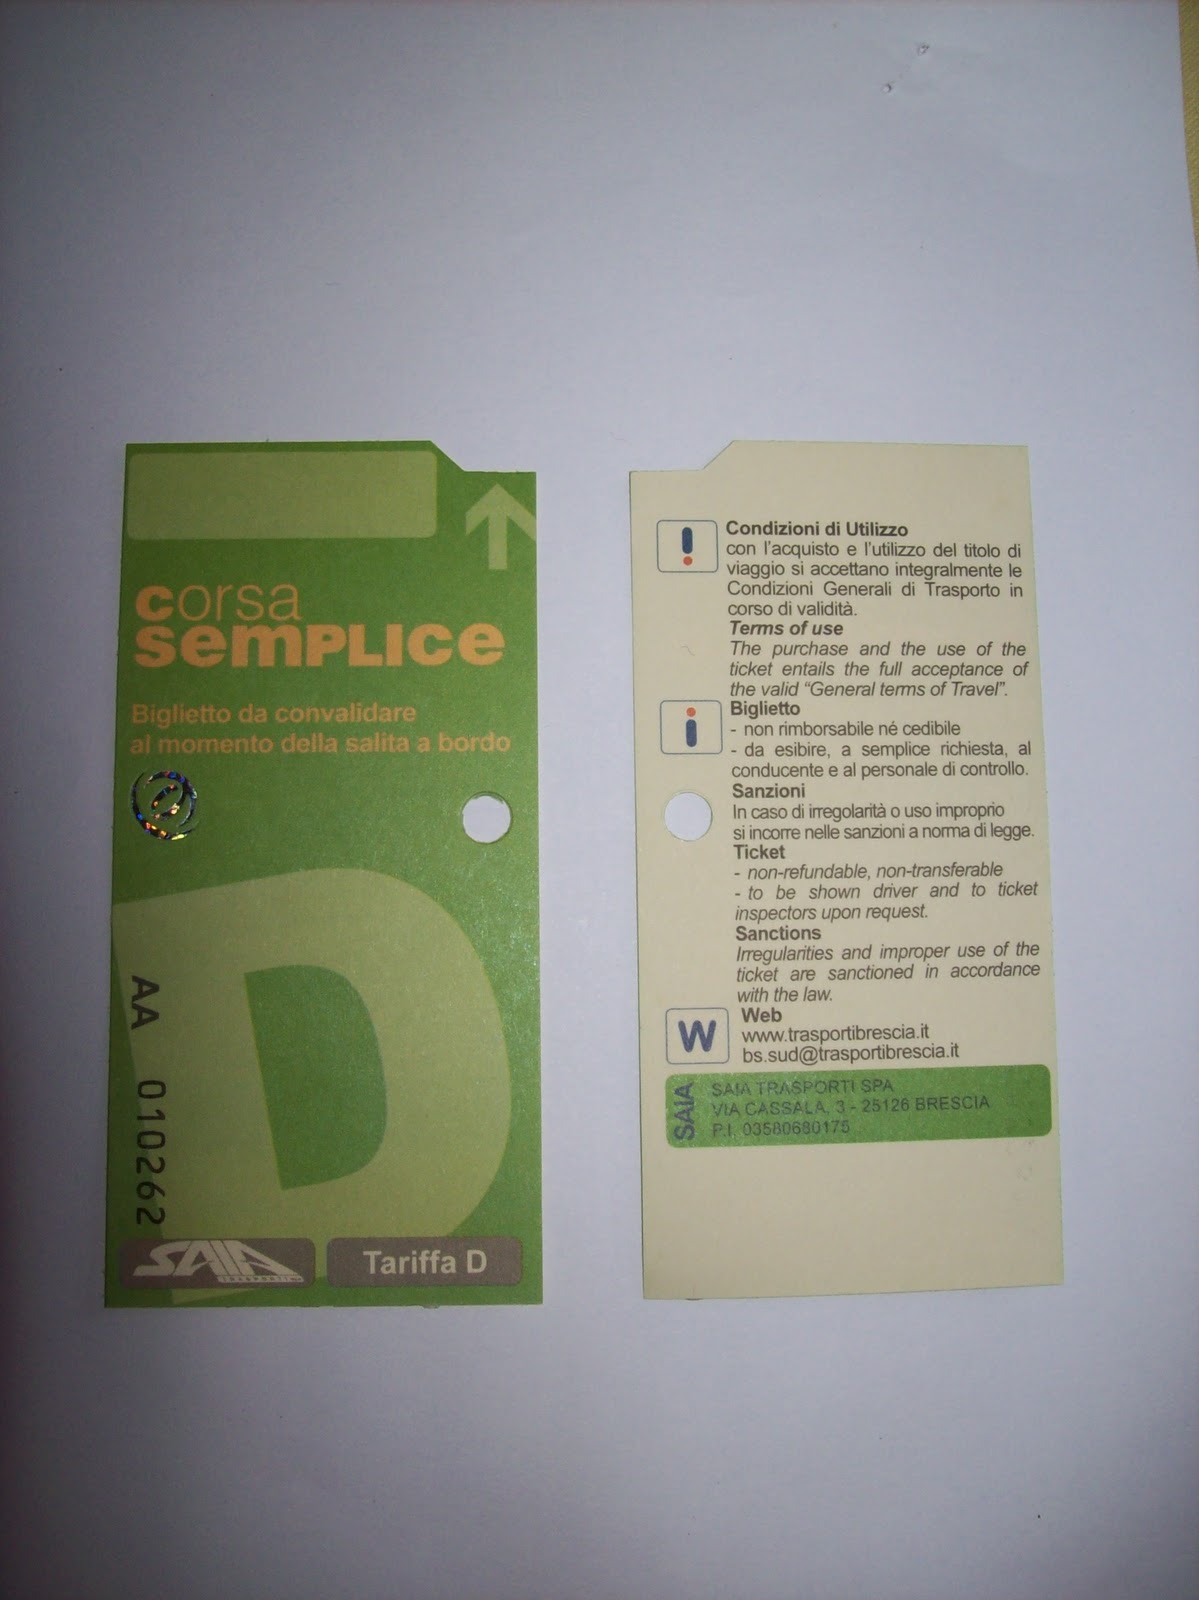 corsa
semPLICe
Biglietto da convalidare
al momento della salita a bordo
D
AA 010262
SAIA
TRASPORTI
Tariffa D
!
Condizioni di Utilizzo
con l'acquisto e l'utilizzo del titolo di
viaggio si accettano integralmente le
Condizioni Generali di Trasporto in
corso di validità.
Terms of use
The purchase and the use of the
ticket entails the full acceptance of
the valid “General terms of Travel”.
i
Biglietto
- non rimborsabile né cedibile
- da esibire, a semplice richiesta, al
conducente e al personale di controllo.
Sanzioni
In caso di irregolarità o uso improprio
si incorre nelle sanzioni a norma di legge.
Ticket
- non-refundable, non-transferable
- to be shown driver and to ticket
inspectors upon request.
Sanctions
Irregularities and improper use of the
ticket are sanctioned in accordance
with the law.
W
Web
www.trasportibrescia.it
bs.sud@trasportibrescia.it
SAIA
SAIA TRASPORTI SPA
VIA CASSALA, 3 - 25126 BRESCIA
P.I. 03580680175